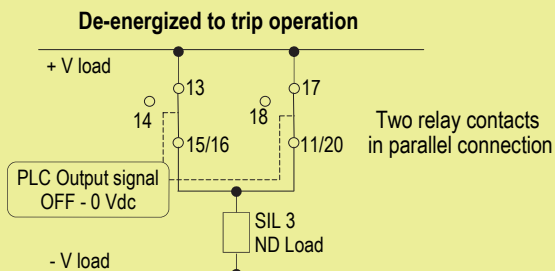 De-energized to trip operation
+ V load
13
17
14
18
Two relay contacts
in parallel connection
15/16
11/20
PLC Output signal
OFF - 0 Vdc
SIL 3
ND Load
- V load